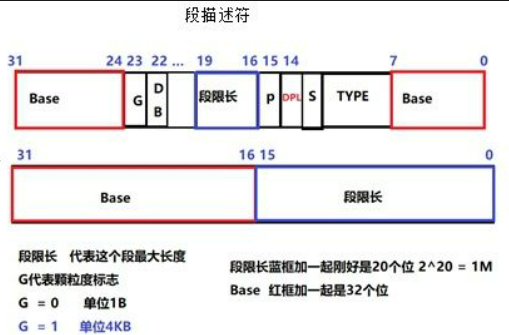 段描述符
31 24 23 22 ... 19 16 15 14 7 0
Base G D B 段限长 P DPL S TYPE Base
31 16 15 0
Base 段限长
段限长 代表这个段最大长度
G代表颗粒度标志
G = 0 单位1B
G = 1 单位4KB
段限长蓝框加一起刚好是20个位 2^20 = 1M
Base 红框加一起是32个位